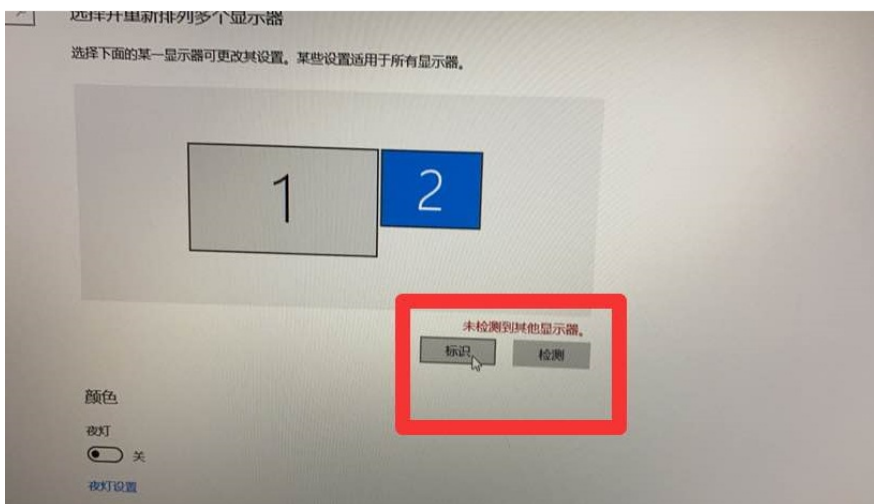 选择并重新排列多个显示器
选择下面的某一显示器可更改其设置。某些设置适用于所有显示器。
1
2
未检测到其他显示器。
标识
检测
颜色
夜灯
关
夜灯设置